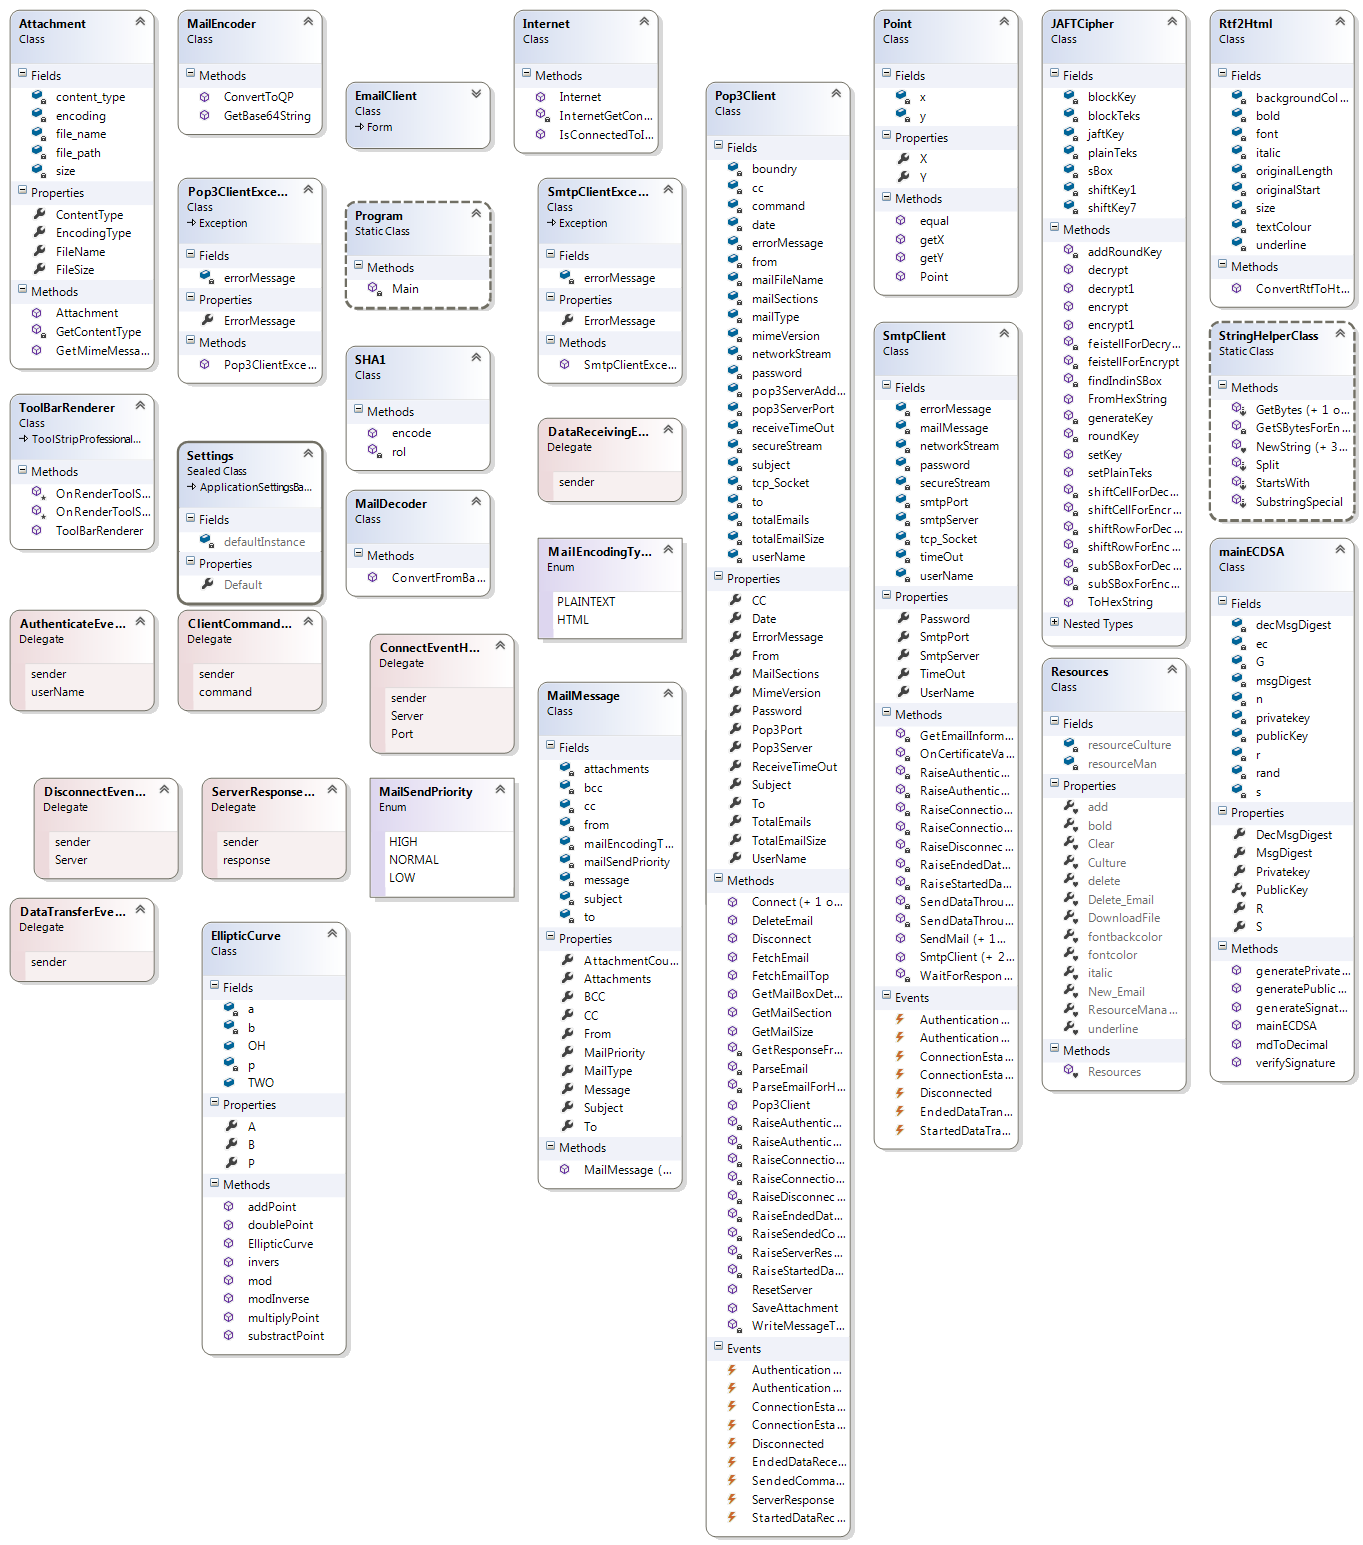 Attachment
Class
Fields
content_type
encoding
file_name
file_path
size
Properties
ContentType
EncodingType
FileName
FileSize
Methods
Attachment
GetContentType
GetMimeMessa...
ToolBarRenderer
Class
ToolStripProfessional...
Methods
OnRenderToolS...
OnRenderToolS...
ToolBarRenderer
AuthenticateEve...
Delegate
sender
userName
DisconnectEven...
Delegate
sender
Server
DataTransferEve...
Delegate
sender
MailEncoder
Class
Methods
ConvertToQP
GetBase64String
Pop3ClientExce...
Class
Exception
Fields
errorMessage
Properties
ErrorMessage
Methods
Pop3ClientExce...
Settings
Sealed Class
ApplicationSettingsBa...
Fields
defaultInstance
Properties
Default
ClientCommand...
Delegate
sender
command
ServerResponse...
Delegate
sender
response
EllipticCurve
Class
Fields
a
b
OH
p
TWO
Properties
A
B
P
Methods
addPoint
doublePoint
EllipticCurve
invers
mod
modInverse
multiplyPoint
substractPoint
EmailClient
Class
Form
Program
Static Class
Methods
Main
SHA1
Class
Methods
encode
rol
MailDecoder
Class
Methods
ConvertFromBa...
ConnectEventH...
Delegate
sender
Server
Port
MailSendPriority
Enum
HIGH
NORMAL
LOW
Internet
Class
Methods
Internet
InternetGetCon...
IsConnectedToI...
SmtpClientExce...
Class
Exception
Fields
errorMessage
Properties
ErrorMessage
Methods
SmtpClientExce...
DataReceivingE...
Delegate
sender
MailEncodingTy...
Enum
PLAINTEXT
HTML
MailMessage
Class
Fields
attachments
bcc
cc
from
mailEncodingT...
mailSendPriority
message
subject
to
Properties
AttachmentCou...
Attachments
BCC
CC
From
MailPriority
MailType
Message
Subject
To
Methods
MailMessage (...
Pop3Client
Class
Fields
boundry
cc
command
date
errorMessage
from
mailFileName
mailSections
mailType
mimeVersion
networkStream
password
pop3ServerAdd...
pop3ServerPort
receiveTimeOut
secureStream
subject
tcp_Socket
to
totalEmails
totalEmailSize
userName
Properties
CC
Date
ErrorMessage
From
MailSections
MimeVersion
Password
Pop3Port
Pop3Server
ReceiveTimeOut
Subject
To
TotalEmails
TotalEmailSize
UserName
Methods
Connect (+ 1 o...
DeleteEmail
Disconnect
FetchEmail
FetchEmailTop
GetMailBoxDet...
GetMailSection
GetMailSize
GetResponseFr...
ParseEmail
ParseEmailForH...
Pop3Client
RaiseAuthentic...
RaiseAuthentic...
RaiseConnectio...
RaiseConnectio...
RaiseDisconnec...
RaiseEndedDat...
RaiseSendedCo...
RaiseServerRes...
RaiseStartedDa...
ResetServer
SaveAttachment
WriteMessageT...
Events
Authentication...
Authentication...
ConnectionEsta...
ConnectionEsta...
Disconnected
EndedDataRece...
SendedComma...
ServerResponse
StartedDataRec...
Point
Class
Fields
x
y
Properties
X
Y
Methods
equal
getX
getY
Point
SmtpClient
Class
Fields
errorMessage
mailMessage
networkStream
password
secureStream
smtpPort
smtpServer
tcp_Socket
timeOut
userName
Properties
Password
SmtpPort
SmtpServer
TimeOut
UserName
Methods
GetEmailInform...
OnCertificateVa...
RaiseAuthentic...
RaiseAuthentic...
RaiseConnectio...
RaiseConnectio...
RaiseDisconnec...
RaiseEndedDat...
RaiseStartedDa...
SendDataThrou...
SendDataThrou...
SendMail (+ 1...
SmtpClient (+ 2...
WaitForRespon...
Events
Authentication...
Authentication...
ConnectionEsta...
ConnectionEsta...
Disconnected
EndedDataTran...
StartedDataTra...
JAFTCipher
Class
Fields
blockKey
blockTeks
jaftKey
plainTeks
sBox
shiftKey1
shiftKey7
Methods
addRoundKey
decrypt
decrypt1
encrypt
encrypt1
feistellForDecry...
feistellForEncrypt
findIndinSBox
FromHexString
generateKey
roundKey
setKey
setPlainTeks
shiftCellForDec...
shiftCellForEncr...
shiftRowForDec...
shiftRowForEnc...
subSBoxForDec...
subSBoxForEnc...
ToHexString
Nested Types
Resources
Class
Fields
resourceCulture
resourceMan
Properties
add
bold
Clear
Culture
delete
Delete_Email
DownloadFile
fontbackcolor
fontcolor
italic
New_Email
ResourceMana...
underline
Methods
Resources
Rtf2Html
Class
Fields
backgroundCol...
bold
font
italic
originalLength
originalStart
size
textColour
underline
Methods
ConvertRtfToHt...
StringHelperClass
Static Class
Methods
GetBytes (+ 1 o...
GetSBytesForEn...
NewString (+ 3...
Split
StartsWith
SubstringSpecial
mainECDSA
Class
Fields
decMsgDigest
ec
G
msgDigest
n
privatekey
publicKey
r
rand
s
Properties
DecMsgDigest
MsgDigest
Privatekey
PublicKey
R
S
Methods
generatePrivate...
generatePublic...
generateSignat...
mainECDSA
mdToDecimal
verifySignature